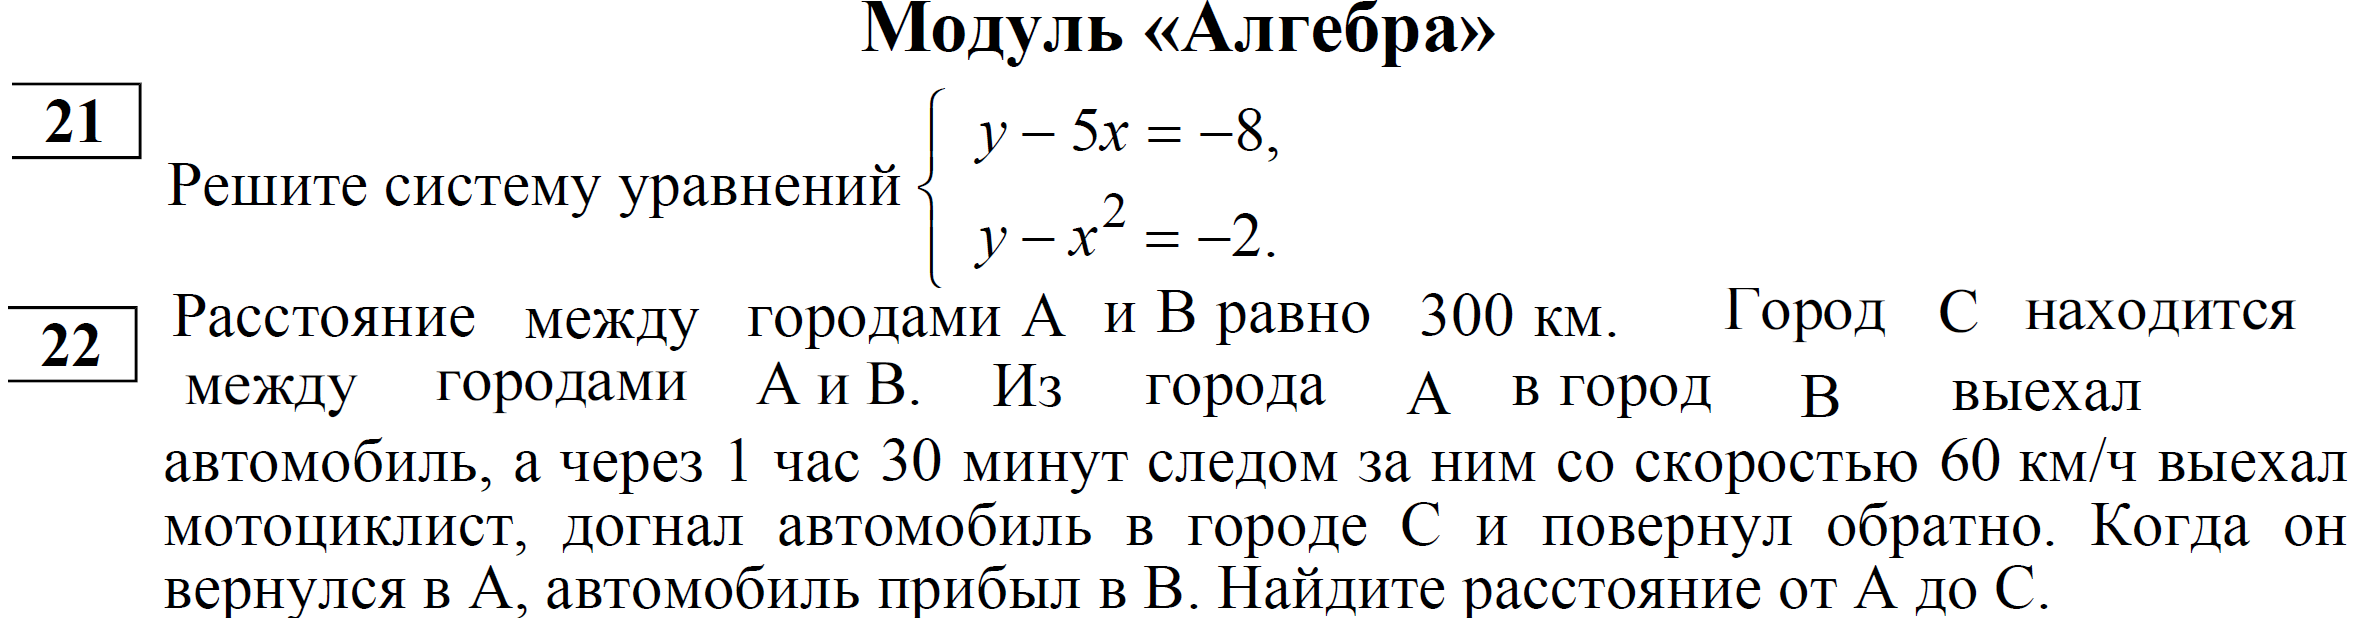 Модуль «Алгебра»
21
Решите систему уравнений { y − 5x = −8,
y − x² = −2.
22
Расстояние между городами А и В равно 300 км. Город С находится
между городами А и В. Из города А в город В выехал
автомобиль, а через 1 час 30 минут следом за ним со скоростью 60 км/ч выехал
мотоциклист, догнал автомобиль в городе С и повернул обратно. Когда он
вернулся в А, автомобиль прибыл в В. Найдите расстояние от А до С.